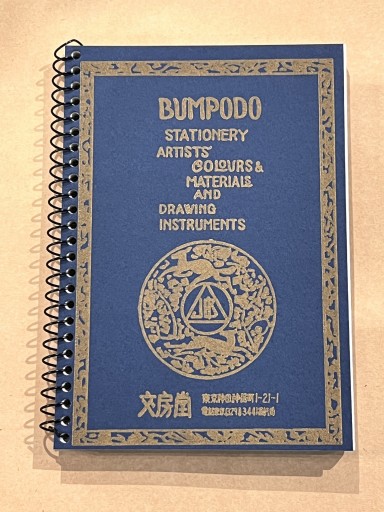 BUMPODO
STATIONERY
ARTISTS'
COLOURS &
MATERIALS
AND
DRAWING
INSTRUMENTS
文房堂
東京神田神保町1-21-1